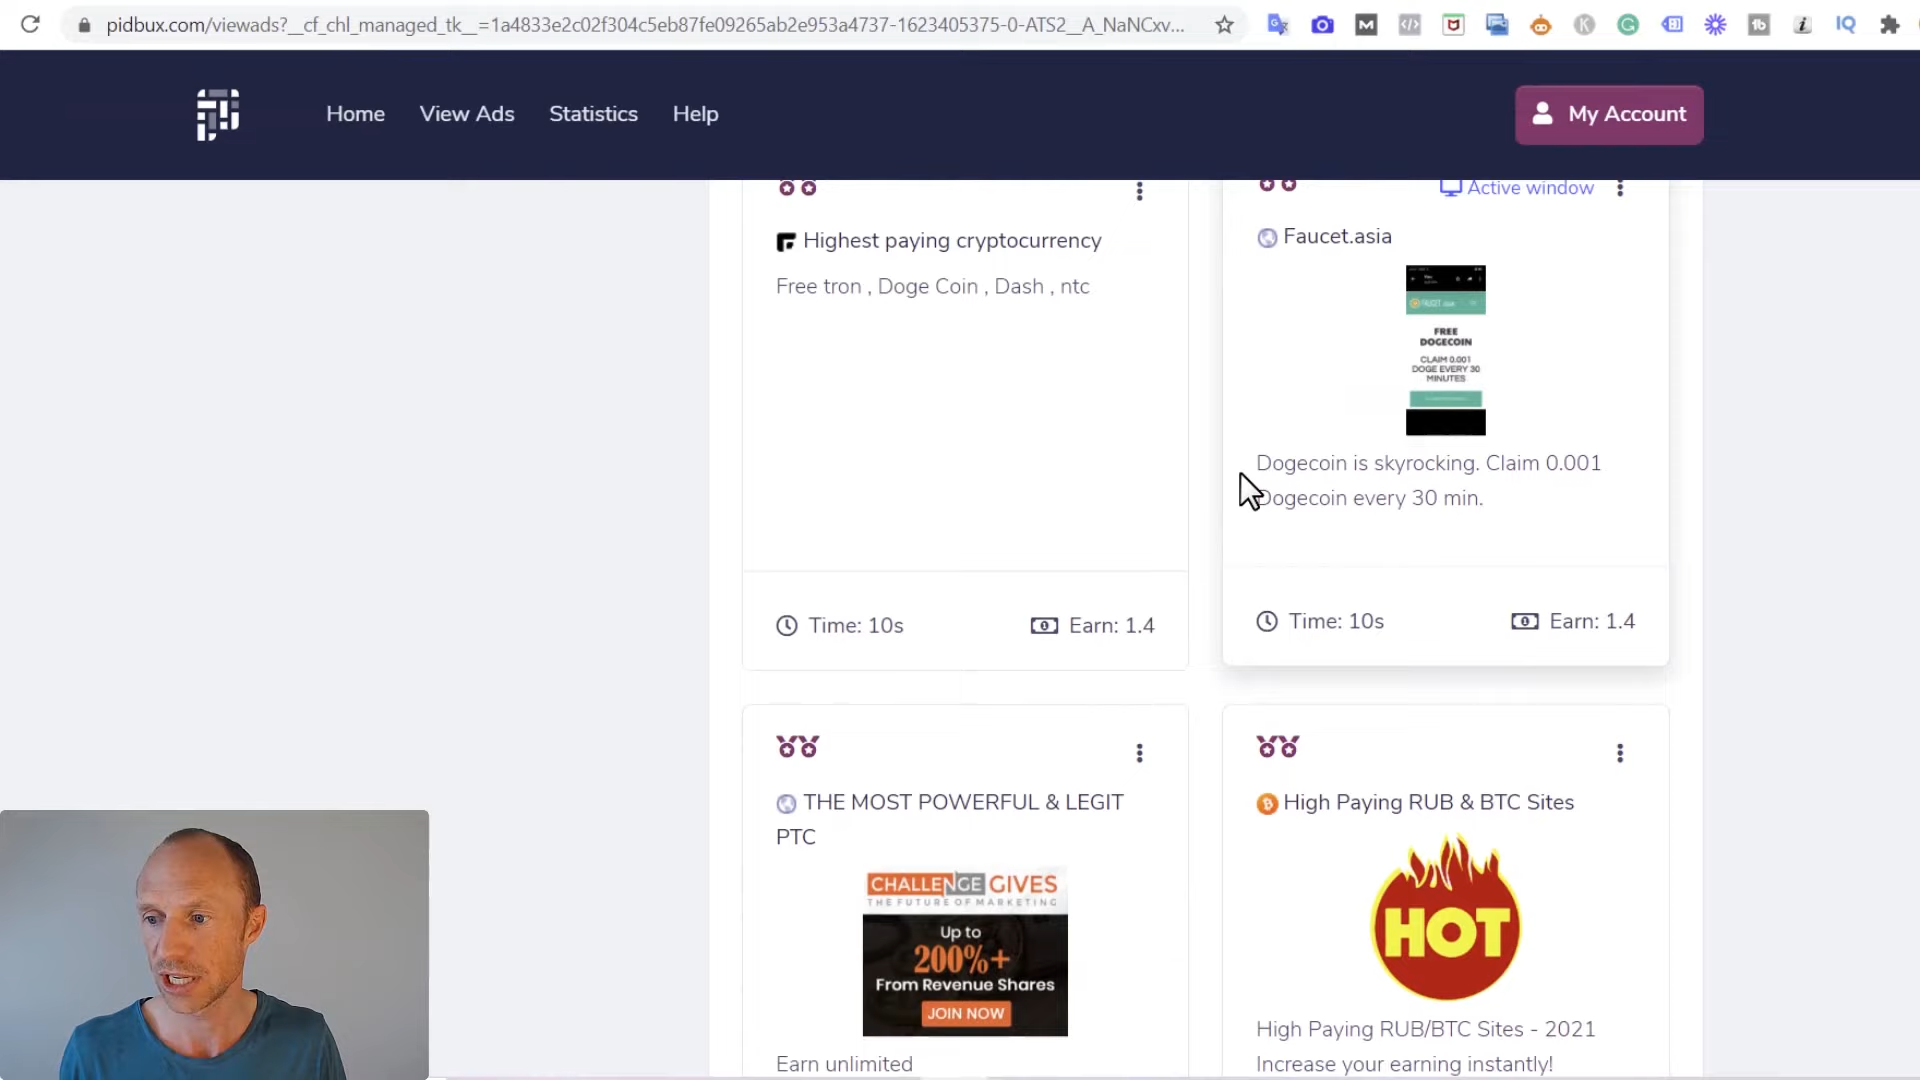 pidbux.com/viewads?__cf_chl_managed_tk__=1a4833e2c02f304c5eb87fe09265ab2e953a4737-1623405375-0-ATS2__A_NaNCxv...
Home View Ads Statistics Help
My Account
Active window
Highest paying cryptocurrency
Free tron , Doge Coin , Dash , ntc
Time: 10s Earn: 1.4
Faucet.asia
FREE
DOGECOIN
CLAIM 0.001
DOGE EVERY 30
MINUTES
Dogecoin is skyrocking. Claim 0.001
Dogecoin every 30 min.
Time: 10s Earn: 1.4
THE MOST POWERFUL & LEGIT
PTC
CHALLENGE GIVES
THE FUTURE OF MARKETING
Up to
200%+
From Revenue Shares
JOIN NOW
Earn unlimited
High Paying RUB & BTC Sites
HOT
High Paying RUB/BTC Sites - 2021
Increase your earning instantly!